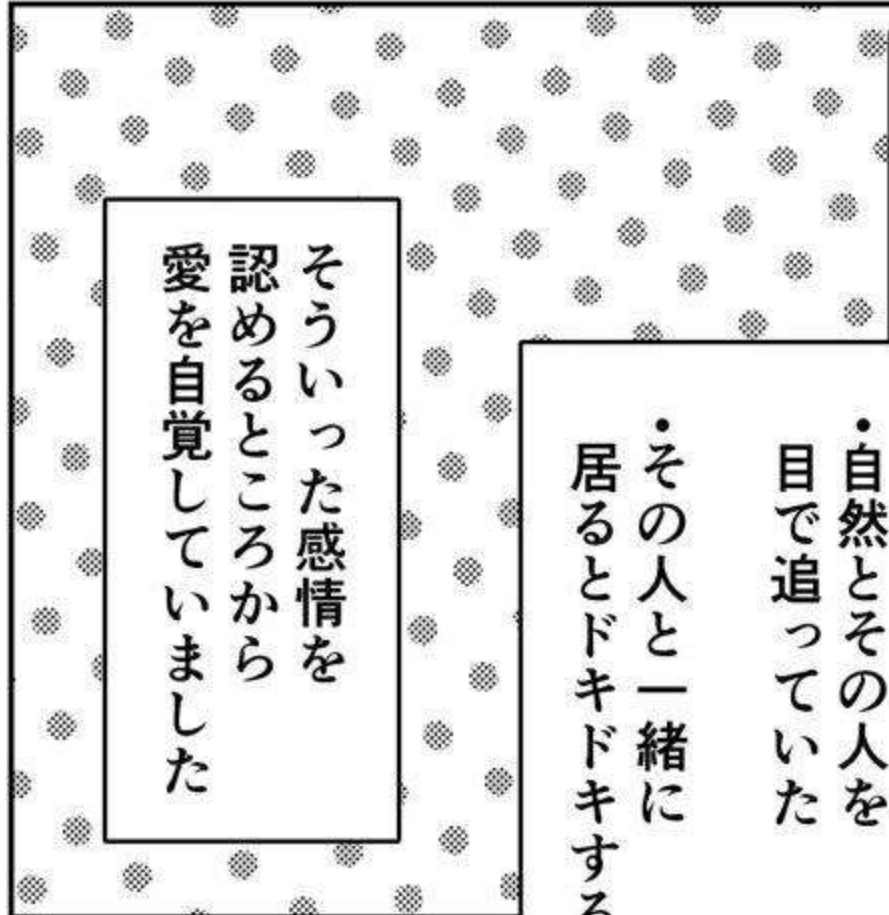 ・自然とその人を
目で追っていた
・その人と一緒に
居るとドキドキする
そういった感情を
認めるところから
愛を自覚していました